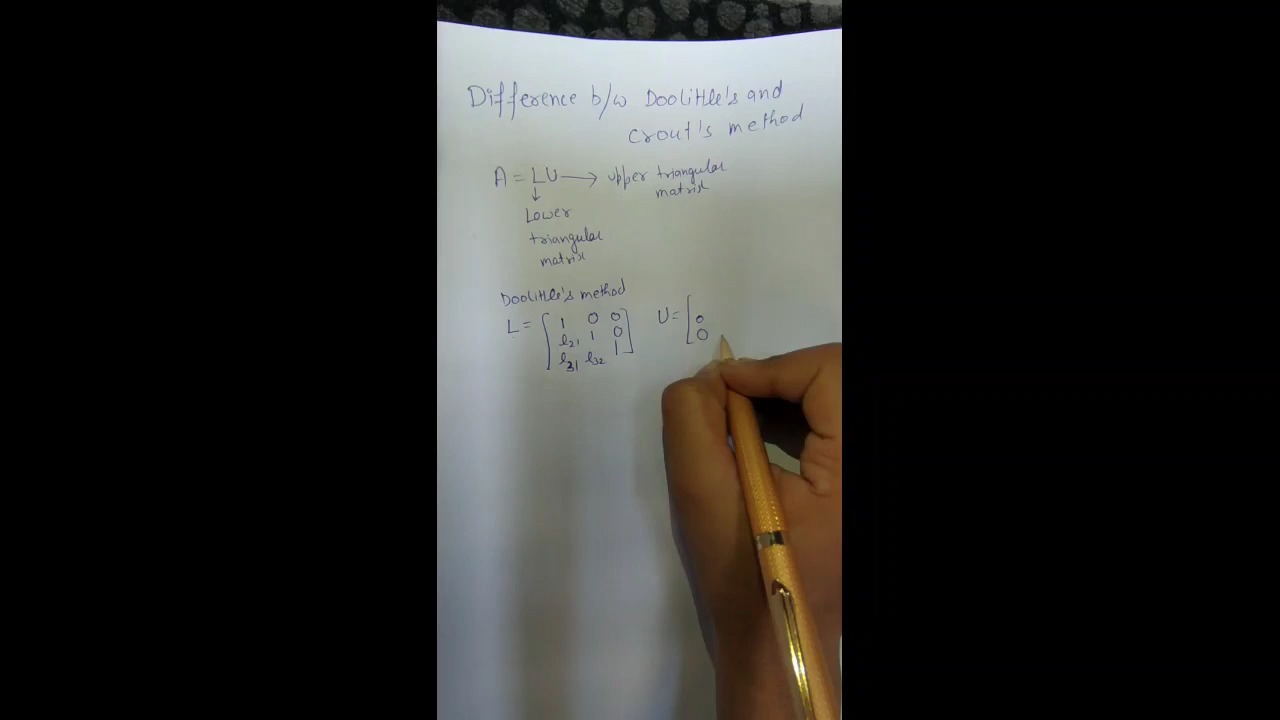 Difference b/w Doolittle's and
Crout's method
A = LU → upper triangular
matrix
↓
Lower
triangular
matrix
Doolittle's method
L = [ 1 0 0 U = [
l21 1 0 0
l31 l32 1 ] 0